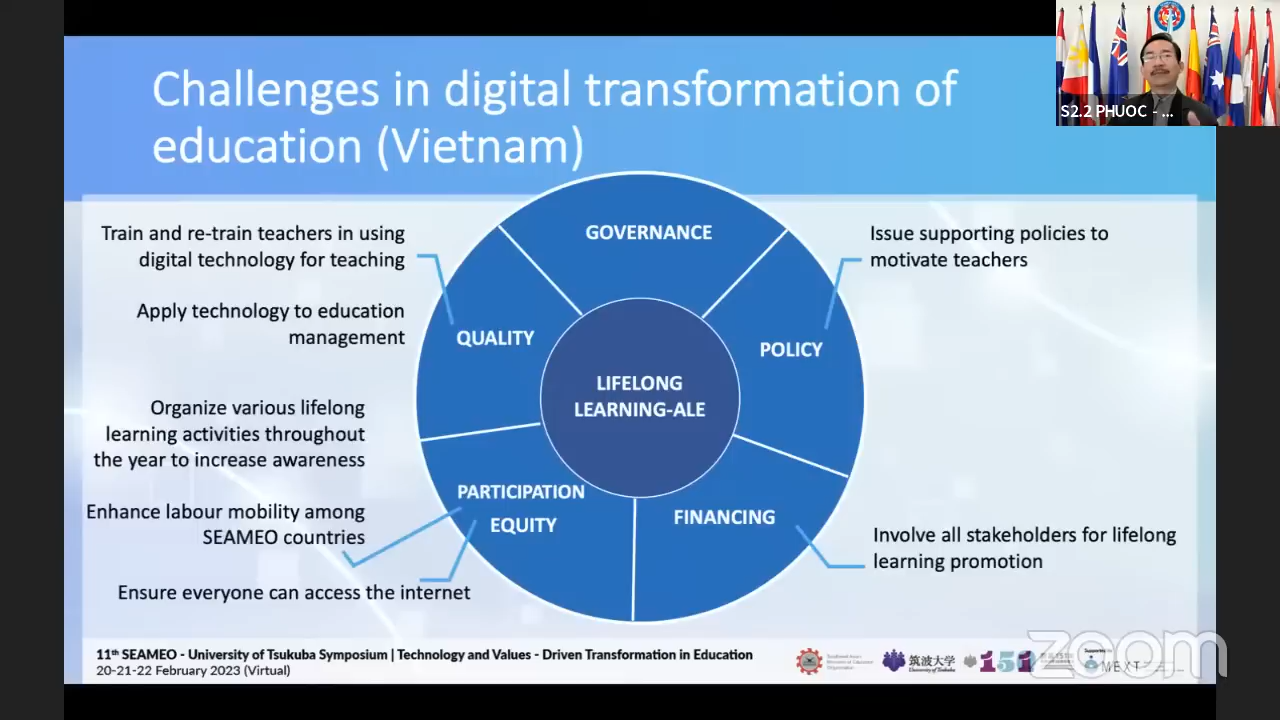 Challenges in digital transformation of
education (Vietnam)
S2.2 PHUOC - ...
Train and re-train teachers in using
digital technology for teaching
Apply technology to education
management
Organize various lifelong
learning activities throughout
the year to increase awareness
Enhance labour mobility among
SEAMEO countries
Ensure everyone can access the internet
GOVERNANCE
QUALITY
POLICY
LIFELONG
LEARNING-ALE
PARTICIPATION
EQUITY
FINANCING
Issue supporting policies to
motivate teachers
Involve all stakeholders for lifelong
learning promotion
11th SEAMEO - University of Tsukuba Symposium | Technology and Values - Driven Transformation in Education
20-21-22 February 2023 (Virtual)
筑波大学
University of Tsukuba
151
MEXT
zoom